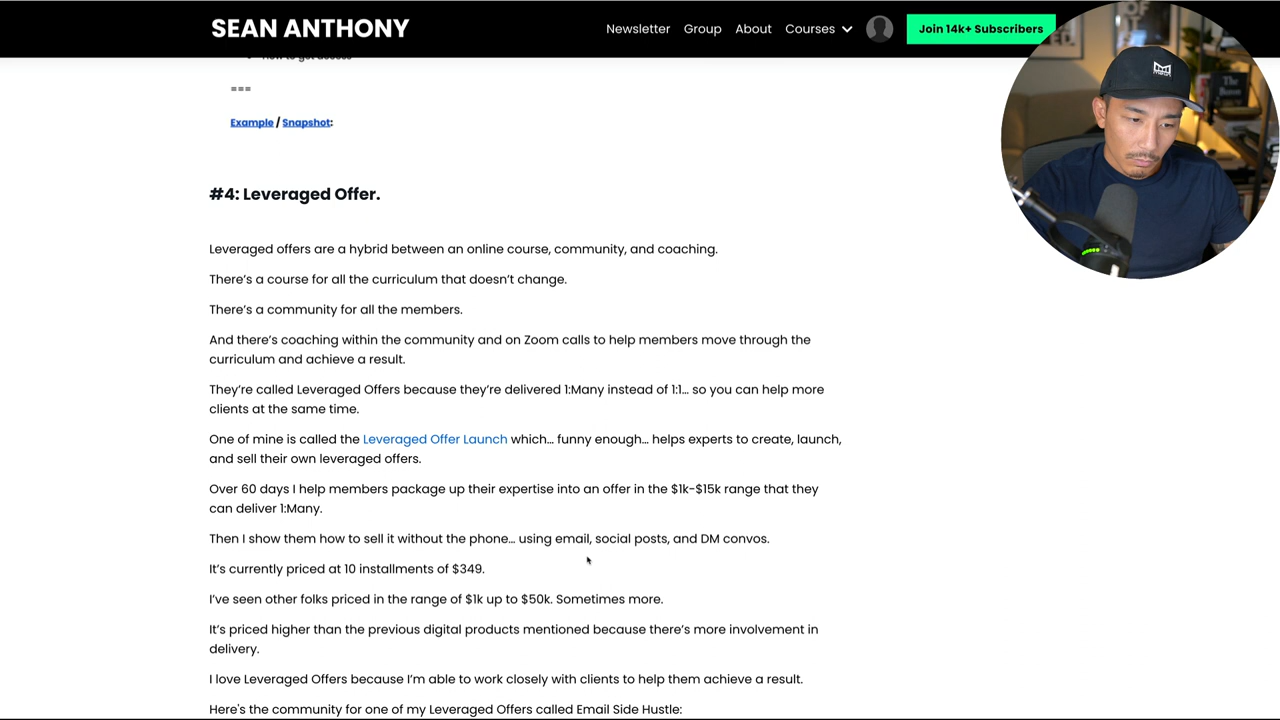 SEAN ANTHONY
Newsletter Group About Courses
Join 14k+ Subscribers
===
Example / Snapshot:
#4: Leveraged Offer.
Leveraged offers are a hybrid between an online course, community, and coaching.
There's a course for all the curriculum that doesn't change.
There's a community for all the members.
And there's coaching within the community and on Zoom calls to help members move through the
curriculum and achieve a result.
They're called Leveraged Offers because they're delivered 1:Many instead of 1:1… so you can help more
clients at the same time.
One of mine is called the Leveraged Offer Launch which… funny enough… helps experts to create, launch,
and sell their own leveraged offers.
Over 60 days I help members package up their expertise into an offer in the $1k-$15k range that they
can deliver 1:Many.
Then I show them how to sell it without the phone… using email, social posts, and DM convos.
It's currently priced at 10 installments of $349.
I've seen other folks priced in the range of $1k up to $50k. Sometimes more.
It's priced higher than the previous digital products mentioned because there's more involvement in
delivery.
I love Leveraged Offers because I'm able to work closely with clients to help them achieve a result.
Here's the community for one of my Leveraged Offers called Email Side Hustle: